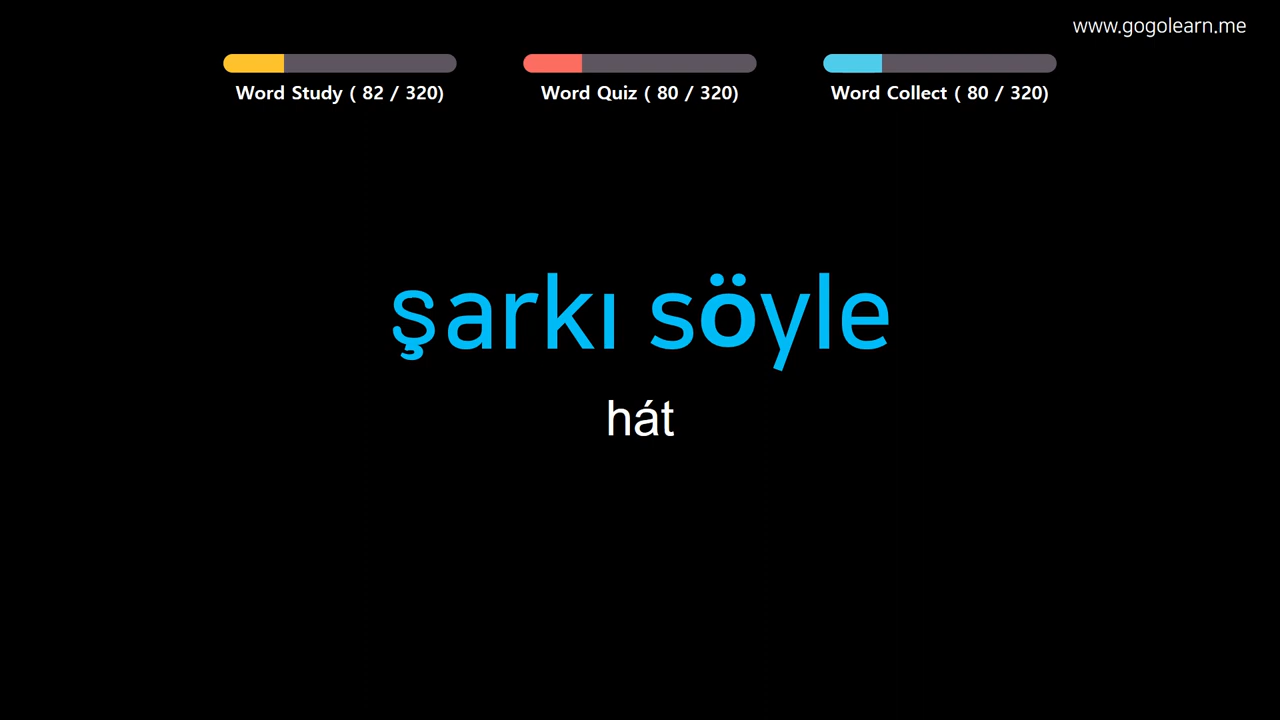 www.gogolearn.me
Word Study ( 82 / 320)
Word Quiz ( 80 / 320)
Word Collect ( 80 / 320)
şarkı söyle
hát